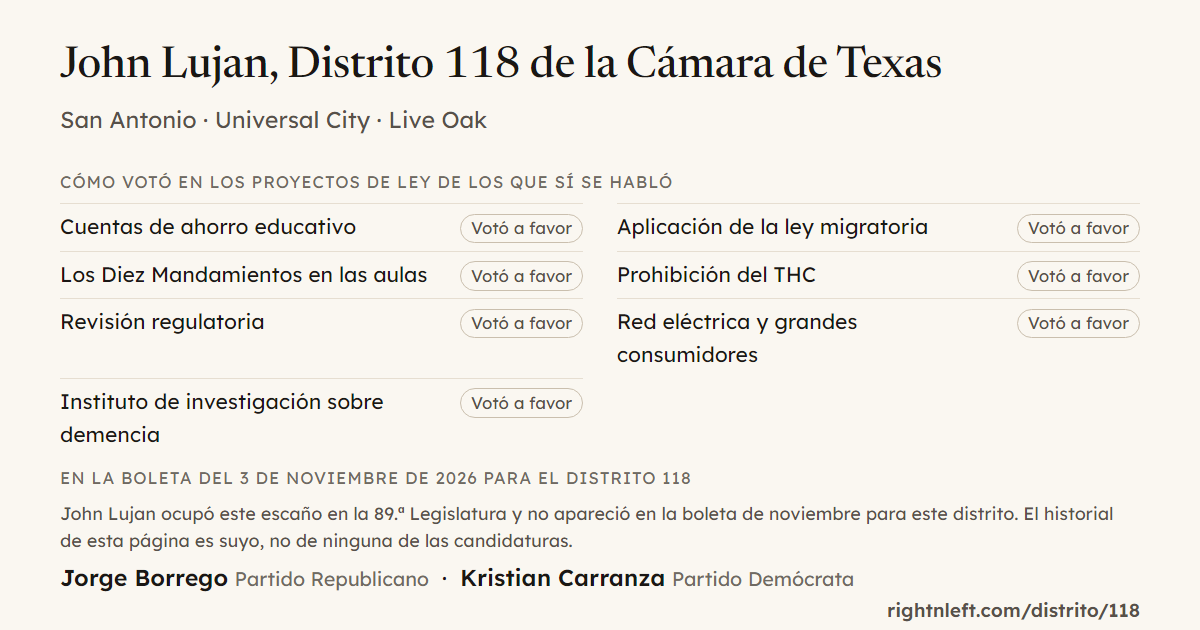 John Lujan, Distrito 118 de la Cámara de Texas
San Antonio · Universal City · Live Oak
CÓMO VOTÓ EN LOS PROYECTOS DE LEY DE LOS QUE SÍ SE HABLÓ
Cuentas de ahorro educativo Votó a favor
Aplicación de la ley migratoria Votó a favor
Los Diez Mandamientos en las aulas Votó a favor
Prohibición del THC Votó a favor
Revisión regulatoria Votó a favor
Red eléctrica y grandes Votó a favor
consumidores
Instituto de investigación sobre Votó a favor
demencia
EN LA BOLETA DEL 3 DE NOVIEMBRE DE 2026 PARA EL DISTRITO 118
John Lujan ocupó este escaño en la 89.ª Legislatura y no apareció en la boleta de noviembre para este distrito. El historial
de esta página es suyo, no de ninguna de las candidaturas.
Jorge Borrego Partido Republicano · Kristian Carranza Partido Demócrata
rightnleft.com/distrito/118